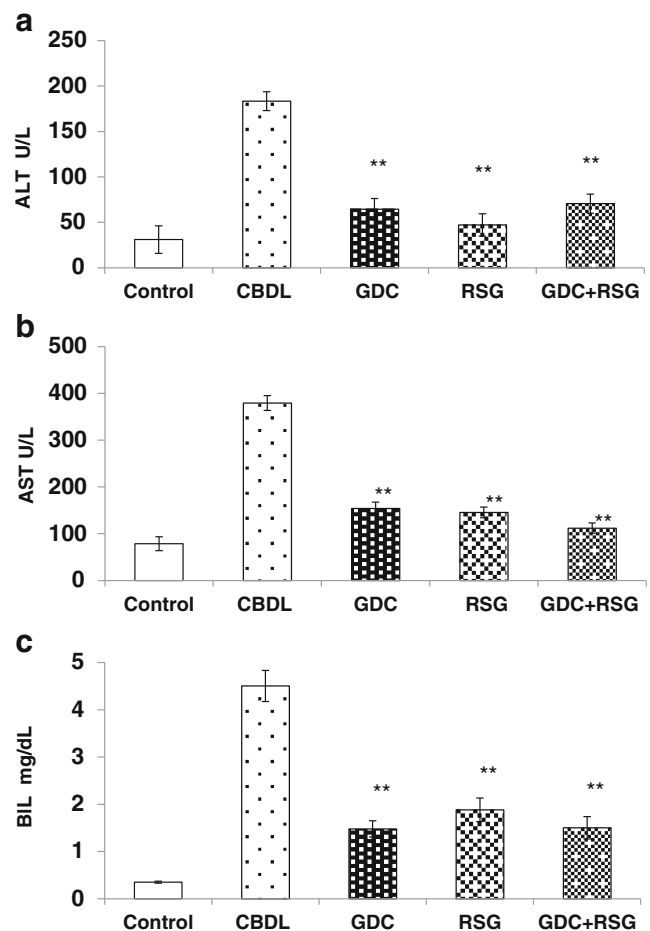 a
250
200
150
100
50
0
ALT U/L
** ** **
Control CBDL GDC RSG GDC+RSG
b
500
400
300
200
100
0
AST U/L
** ** **
Control CBDL GDC RSG GDC+RSG
c
5
4
3
2
1
0
BIL mg/dL
** ** **
Control CBDL GDC RSG GDC+RSG